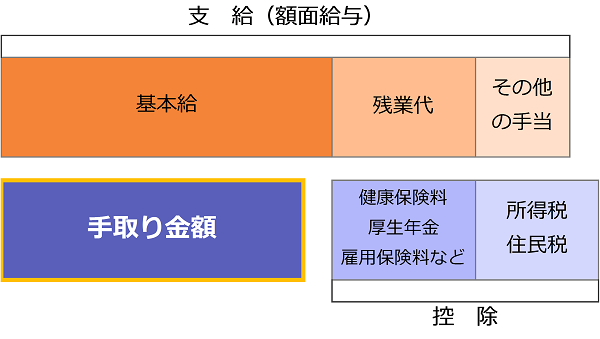 支　給（額面給与）
基本給
残業代
その他
の手当
手取り金額
健康保険料
厚生年金
雇用保険料など
所得税
住民税
控　除